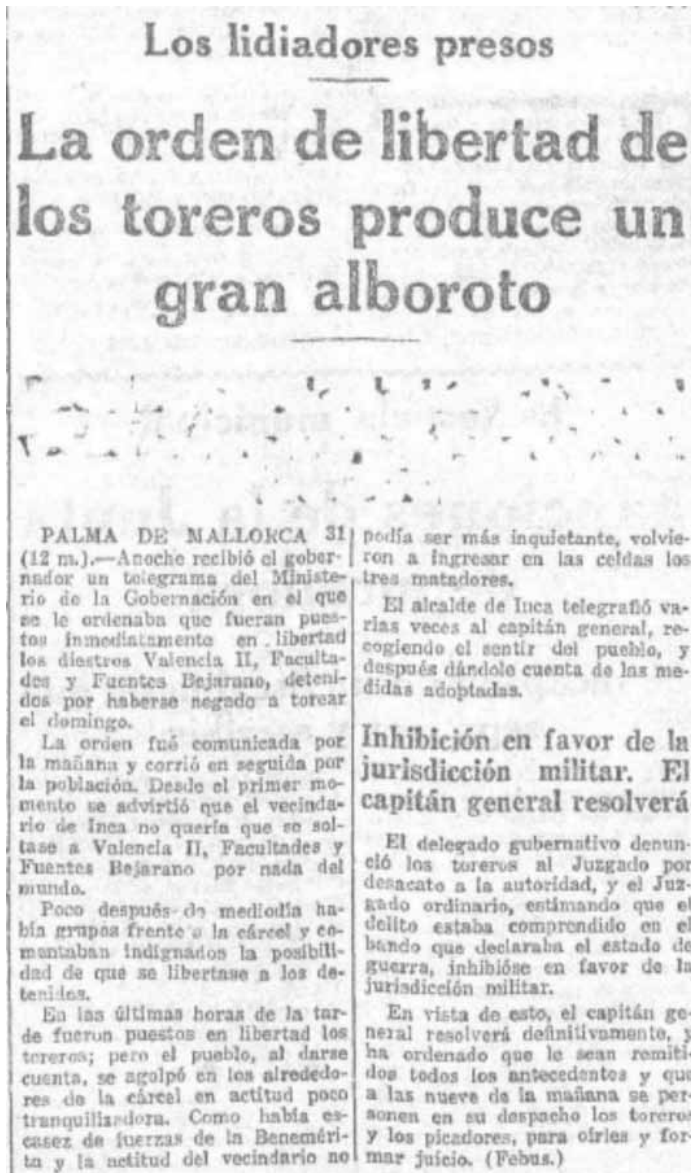 Los lidiadores presos
La orden de libertad de
los toreros produce un
gran alboroto
PALMA DE MALLORCA 31
(12 m.).—Anoche recibió el gober-
nador un telegrama del Ministe-
rio de la Gobernación en el que
se le ordenaba que fueran pues-
tos inmediatamente en libertad
los diestros Valencia II, Faculta-
des y Fuentes Bejarano, deteni-
dos por haberse negado a torear
el domingo.
La orden fué comunicada por
la mañana y corrió en seguida por
la población. Desde el primer mo-
mento se advirtió que el vecinda-
rio de Inca no quería que se sol-
tase a Valencia II, Facultades y
Fuentes Bejarano por nada del
mundo.
Poco después de mediodía ha-
bía grupos frente a la cárcel y co-
mentaban indignados la posibili-
dad de que se libertase a los de-
tenidos.
En las últimas horas de la tar-
de fueron puestos en libertad los
toreros; pero el pueblo, al darse
cuenta, se agolpó en los alrededo-
res de la cárcel en actitud poco
tranquilizadora. Como había es-
casez de fuerzas de la Beneméri-
ta y la actitud del vecindario no
podía ser más inquietante, volvie-
ron a ingresar en las celdas los
tres matadores.
El alcalde de Inca telegrafió va-
rias veces al capitán general, re-
cogiendo el sentir del pueblo, y
después dándole cuenta de las me-
didas adoptadas.
Inhibición en favor de la
jurisdicción militar. El
capitán general resolverá
El delegado gubernativo denun-
ció los toreros al Juzgado por
desacato a la autoridad, y el Juz-
gado ordinario, estimando que el
delito estaba comprendido en el
bando que declaraba el estado de
guerra, inhibióse en favor de la
jurisdicción militar.
En vista de esto, el capitán ge-
neral resolverá definitivamente, y
ha ordenado que le sean remiti-
dos todos los antecedentes y que
a las nueve de la mañana se per-
sonen en su despacho los toreros
y los picadores, para oírles y for-
mar juicio. (Febus.)